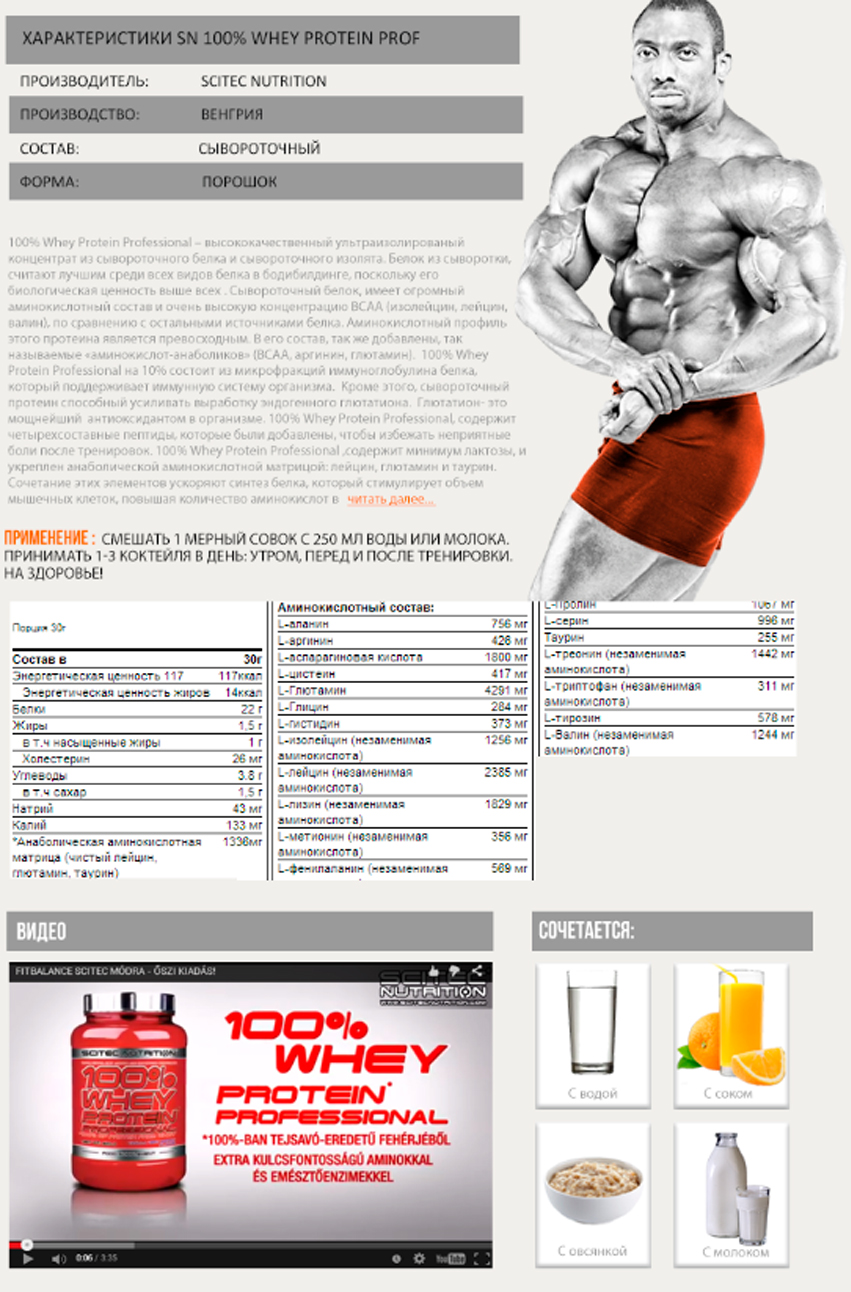 ХАРАКТЕРИСТИКИ SN 100% WHEY PROTEIN PROF
ПРОИЗВОДИТЕЛЬ: SCITEC NUTRITION
ПРОИЗВОДСТВО: ВЕНГРИЯ
СОСТАВ: СЫВОРОТОЧНЫЙ
ФОРМА: ПОРОШОК
100% Whey Protein Professional – высококачественный ультраизолированый
концентрат из сывороточного белка и сывороточного изолята. Белок из сыворотки,
считают лучшим среди всех видов белка в бодибилдинге, поскольку его
биологическая ценность выше всех . Сывороточный белок, имеет огромный
аминокислотный состав и очень высокую концентрацию BCAA (изолейцин, лейцин,
валин), по сравнению с остальными источниками белка. Аминокислотный профиль
этого протеина является превосходным. В его состав, так же добавлены, так
называемые «аминокислот-анаболиков» (BCAA, аргинин, глютамин). 100% Whey
Protein Professional на 10% состоит из микрофракций иммуноглобулина белка,
который поддерживает иммунную систему организма. Кроме этого, сывороточный
протеин способный усиливать выработку эндогенного глютатиона. Глютатион- это
мощнейший антиоксидантом в организме. 100% Whey Protein Professional, содержит
четырехсоставные пептиды, которые были добавлены, чтобы избежать неприятные
боли после тренировок. 100% Whey Protein Professional ,содержит минимум лактозы, и
укреплен анаболической аминокислотной матрицой: лейцин, глютамин и таурин.
Сочетание этих элементов ускоряют синтез белка, который стимулирует объем
мышечных клеток, повышая количество аминокислот в читать далее...
ПРИМЕНЕНИЕ : СМЕШАТЬ 1 МЕРНЫЙ СОВОК С 250 МЛ ВОДЫ ИЛИ МОЛОКА.
ПРИНИМАТЬ 1-3 КОКТЕЙЛЯ В ДЕНЬ: УТРОМ, ПЕРЕД И ПОСЛЕ ТРЕНИРОВКИ.
НА ЗДОРОВЬЕ!
Порция 30г
Состав в 30г
Энергетическая ценность 117 117ккал
Энергетическая ценность жиров 14ккал
Белки 22 г
Жиры 1,5 г
в т.ч насыщенные жиры 1 г
Холестерин 26 мг
Углеводы 3.8 г
в т.ч сахар 1,5 г
Натрий 43 мг
Калий 133 мг
*Анаболическая аминокислотная 1336мг
матрица (чистый лейцин,
глютамин, таурин)
Аминокислотный состав:
L-аланин 756 мг
L-аргинин 426 мг
L-аспарагиновая кислота 1800 мг
L-цистеин 417 мг
L-Глютамин 4291 мг
L-Глицин 284 мг
L-гистидин 373 мг
L-изолейцин (незаменимая 1256 мг
аминокислота)
L-лейцин (незаменимая 2385 мг
аминокислота)
L-лизин (незаменимая 1829 мг
аминокислота)
L-метионин (незаменимая 356 мг
аминокислота)
L-фенилаланин (незаменимая 569 мг
L-Пролин 1067 мг
L-серин 996 мг
Таурин 255 мг
L-треонин (незаменимая 1442 мг
аминокислота)
L-триптофан (незаменимая 311 мг
аминокислота)
L-тирозин 578 мг
L-Валин (незаменимая 1244 мг
аминокислота)
ВИДЕО
FITBALANCE SCITEC MÓDRA - ŐSZI KIADÁS!
SCITEC
NUTRITION
WWW.SCITECNUTRITION.COM
SCITEC NUTRITION
100%
WHEY
PROTEIN
PROFESSIONAL
100%
WHEY
PROTEIN*
PROFESSIONAL
*100%-BAN TEJSAVÓ-EREDETŰ FEHÉRJÉBŐL
EXTRA KULCSFONTOSSÁGÚ AMINOKKAL
ÉS EMÉSZTŐENZIMEKKEL
0:06 / 3:35
YouTube
СОЧЕТАЕТСЯ:
С водой
С соком
С овсянкой
С молоком